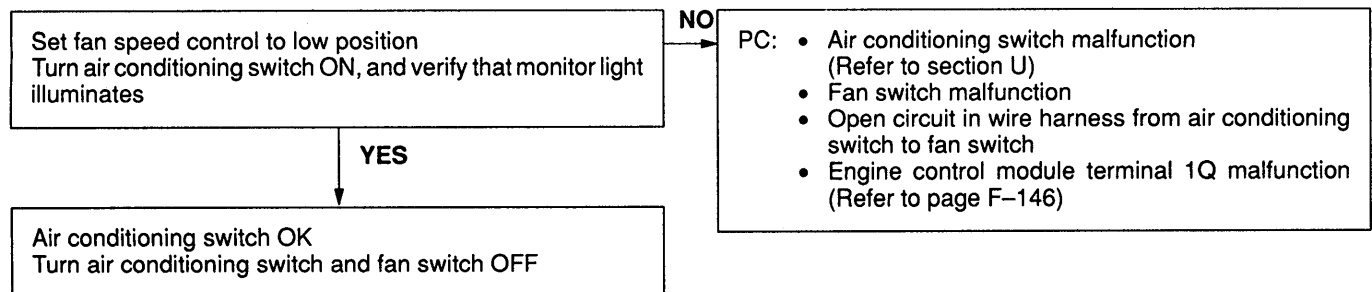 Set fan speed control to low position
Turn air conditioning switch ON, and verify that monitor light
illuminates
NO
PC: • Air conditioning switch malfunction
(Refer to section U)
• Fan switch malfunction
• Open circuit in wire harness from air conditioning
switch to fan switch
• Engine control module terminal 1Q malfunction
(Refer to page F–146)
YES
Air conditioning switch OK
Turn air conditioning switch and fan switch OFF